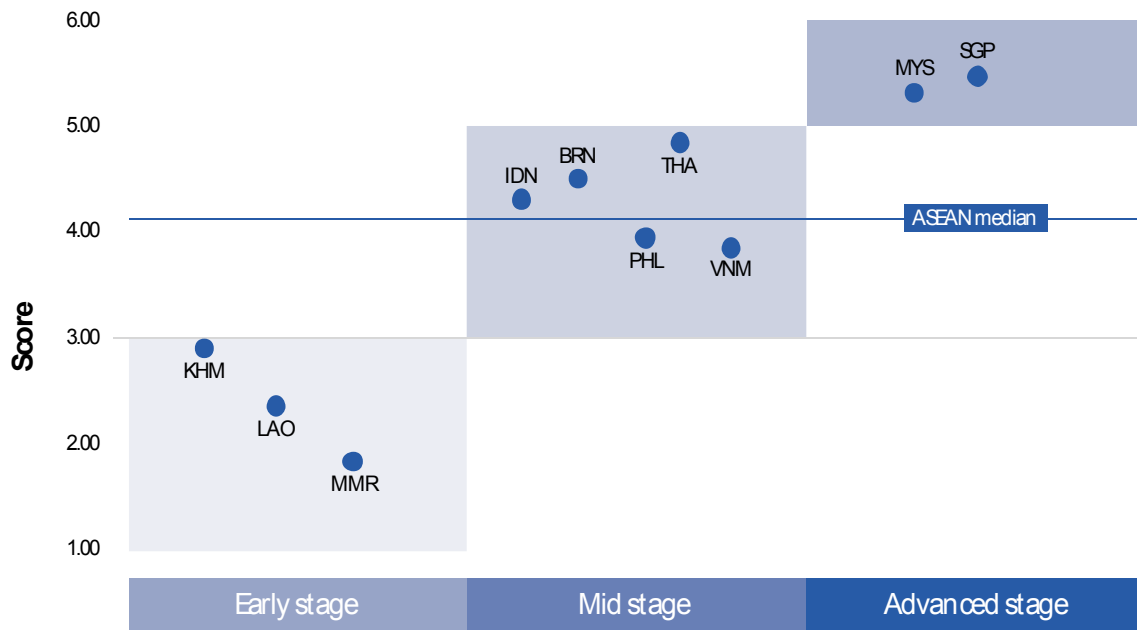 6.00
SGP
MYS
5.00
BRN
THA
IDN
ASEAN median
4.00
PHL
VNM
Score
3.00
KHM
LAO
2.00
MMR
1.00
Early stage
Mid stage
Advanced stage